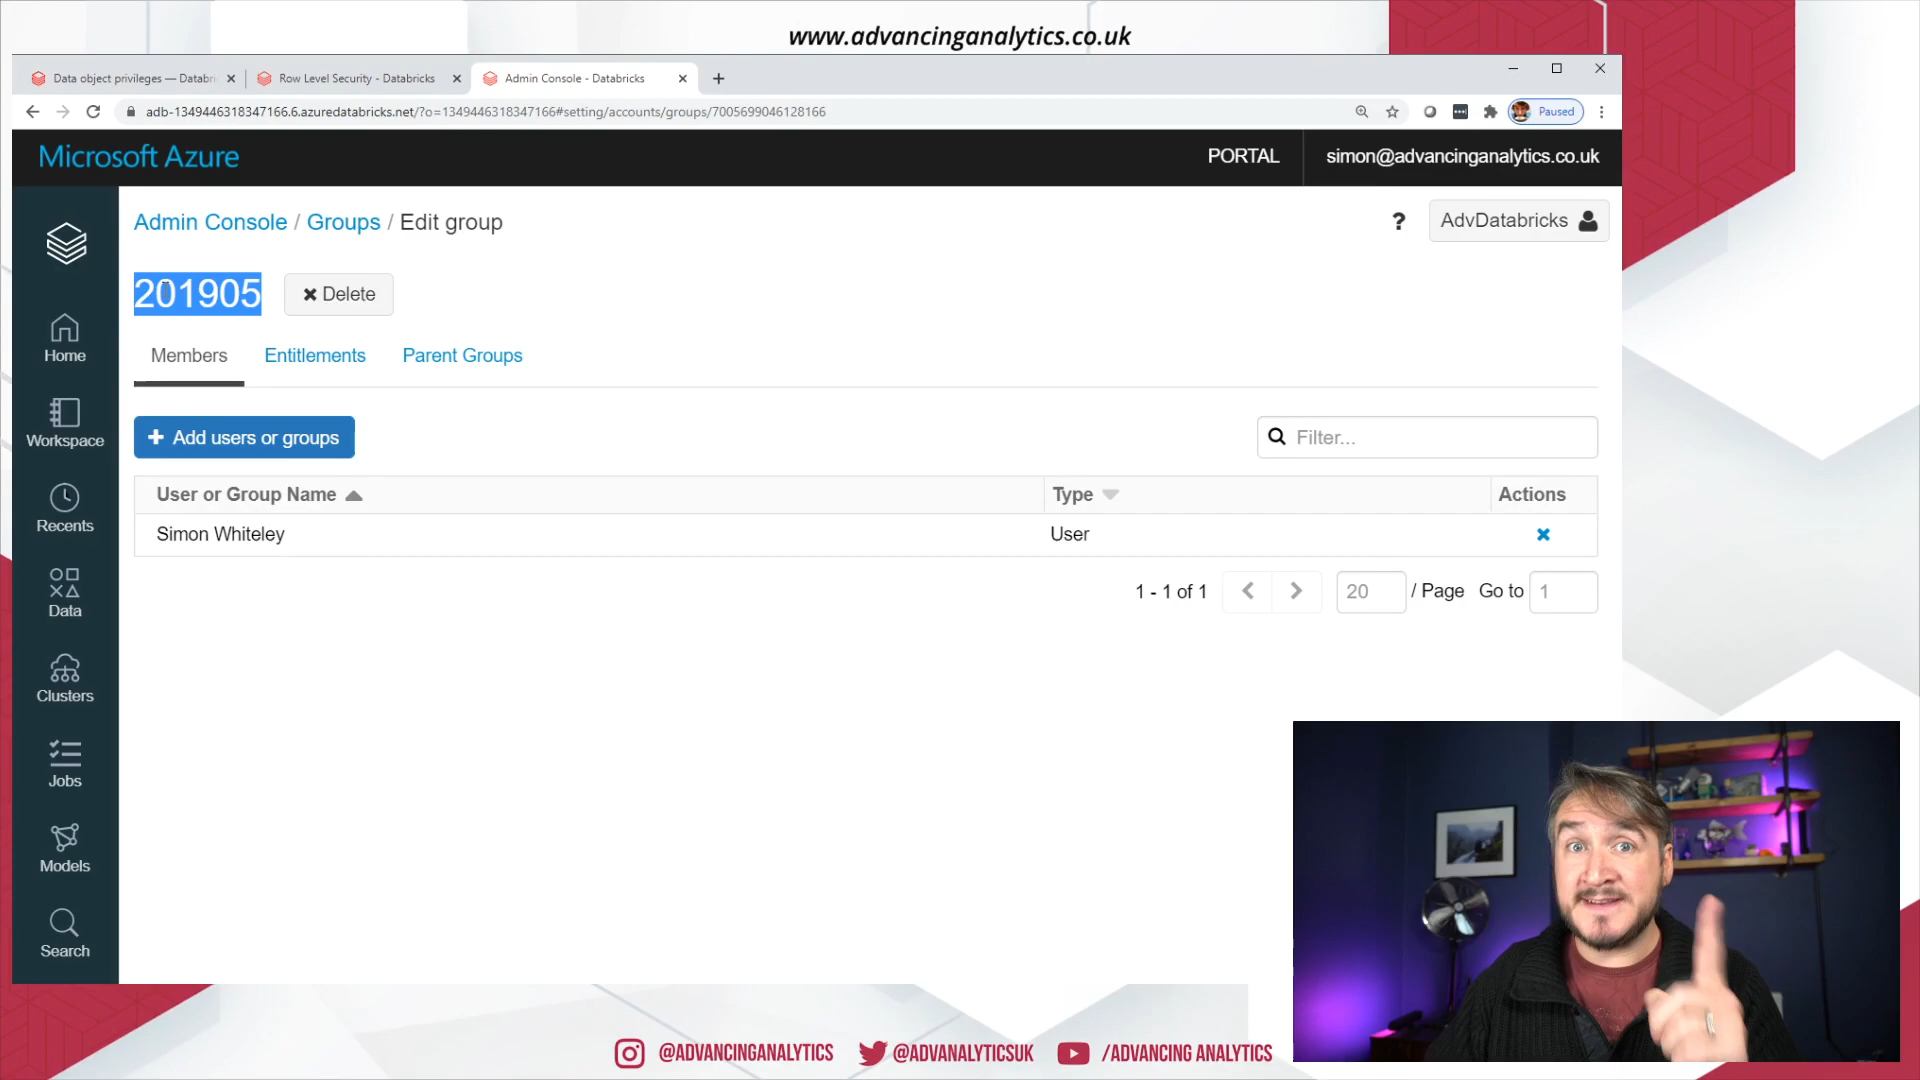 www.advancinganalytics.co.uk
Data object privileges — Databri
Row Level Security - Databricks
Admin Console - Databricks
adb-1349446318347166.6.azuredatabricks.net/?o=1349446318347166#setting/accounts/groups/7005699046128166
Paused
Microsoft Azure
PORTAL
simon@advancinganalytics.co.uk
Admin Console / Groups / Edit group
?
AdvDatabricks
201905
Delete
Members
Entitlements
Parent Groups
+ Add users or groups
Filter...
User or Group Name
Type
Actions
Simon Whiteley
User
1 - 1 of 1
20
/ Page
Go to
1
Home
Workspace
Recents
Data
Clusters
Jobs
Models
Search
@ADVANCINGANALYTICS
@ADVANALYTICSUK
/ADVANCING ANALYTICS